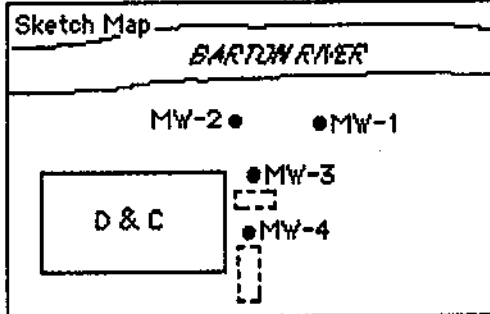 Sketch Map
BARTON RIVER
MW-2 MW-1
MW-3
D & C
MW-4